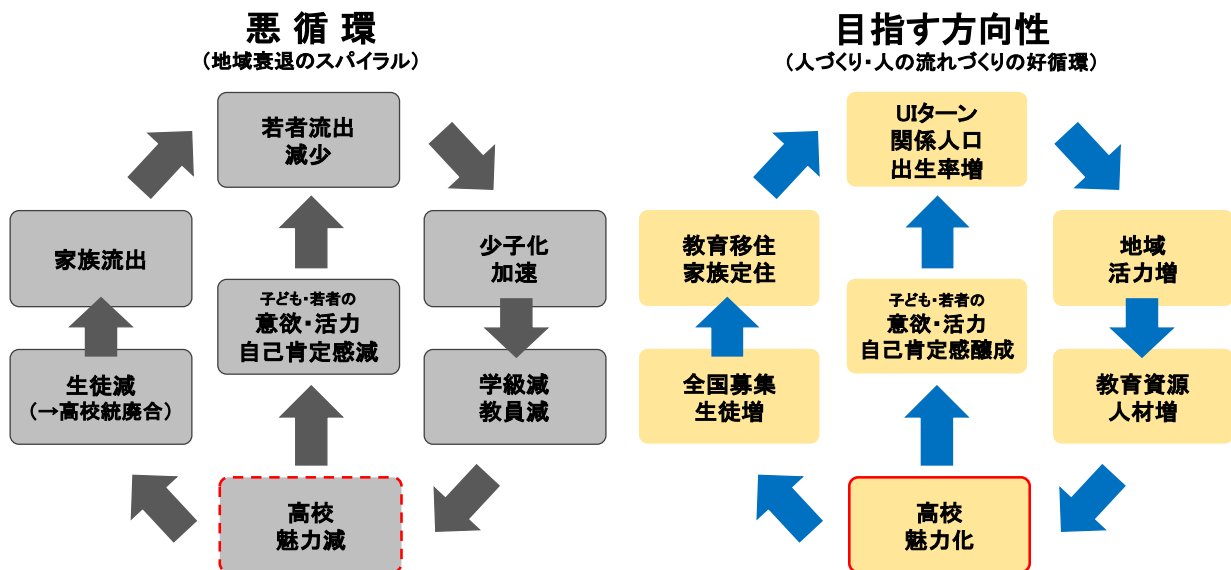 悪 循 環
（地域衰退のスパイラル）
若者流出
減少
家族流出
少子化
加速
子ども・若者の
意欲・活力
自己肯定感減
生徒減
（→高校統廃合）
学級減
教員減
高校
魅力減
目指す方向性
（人づくり・人の流れづくりの好循環）
UIターン
関係人口
出生率増
教育移住
家族定住
地域
活力増
子ども・若者の
意欲・活力
自己肯定感醸成
全国募集
生徒増
教育資源
人材増
高校
魅力化